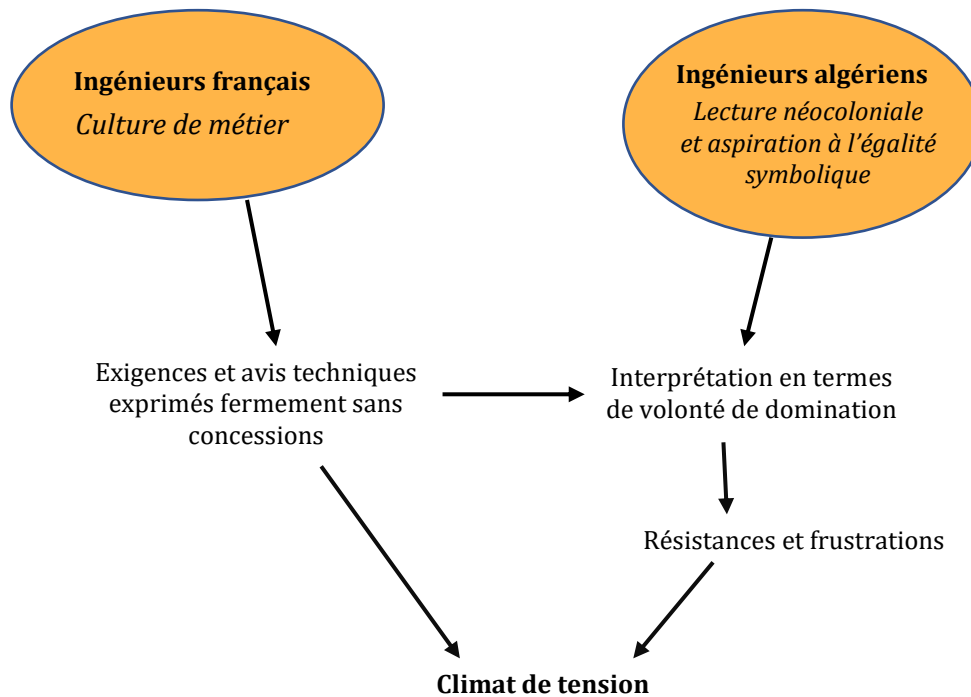 Ingénieurs français
Culture de métier
Ingénieurs algériens
Lecture néocoloniale
et aspiration à l’égalité
symbolique
Exigences et avis techniques
exprimés fermement sans
concessions
Interprétation en termes
de volonté de domination
Résistances et frustrations
Climat de tension